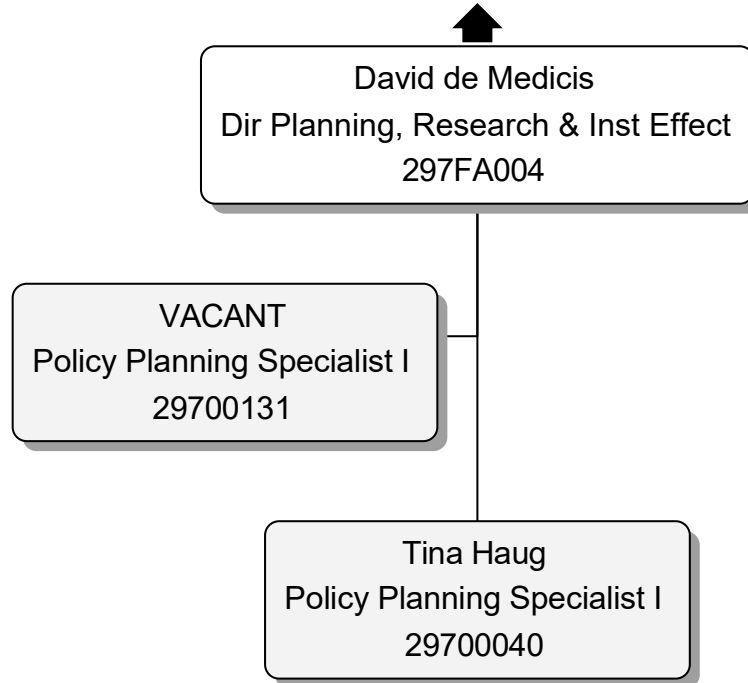 David de Medicis
Dir Planning, Research & Inst Effect
297FA004
VACANT
Policy Planning Specialist I
29700131
Tina Haug
Policy Planning Specialist I
29700040